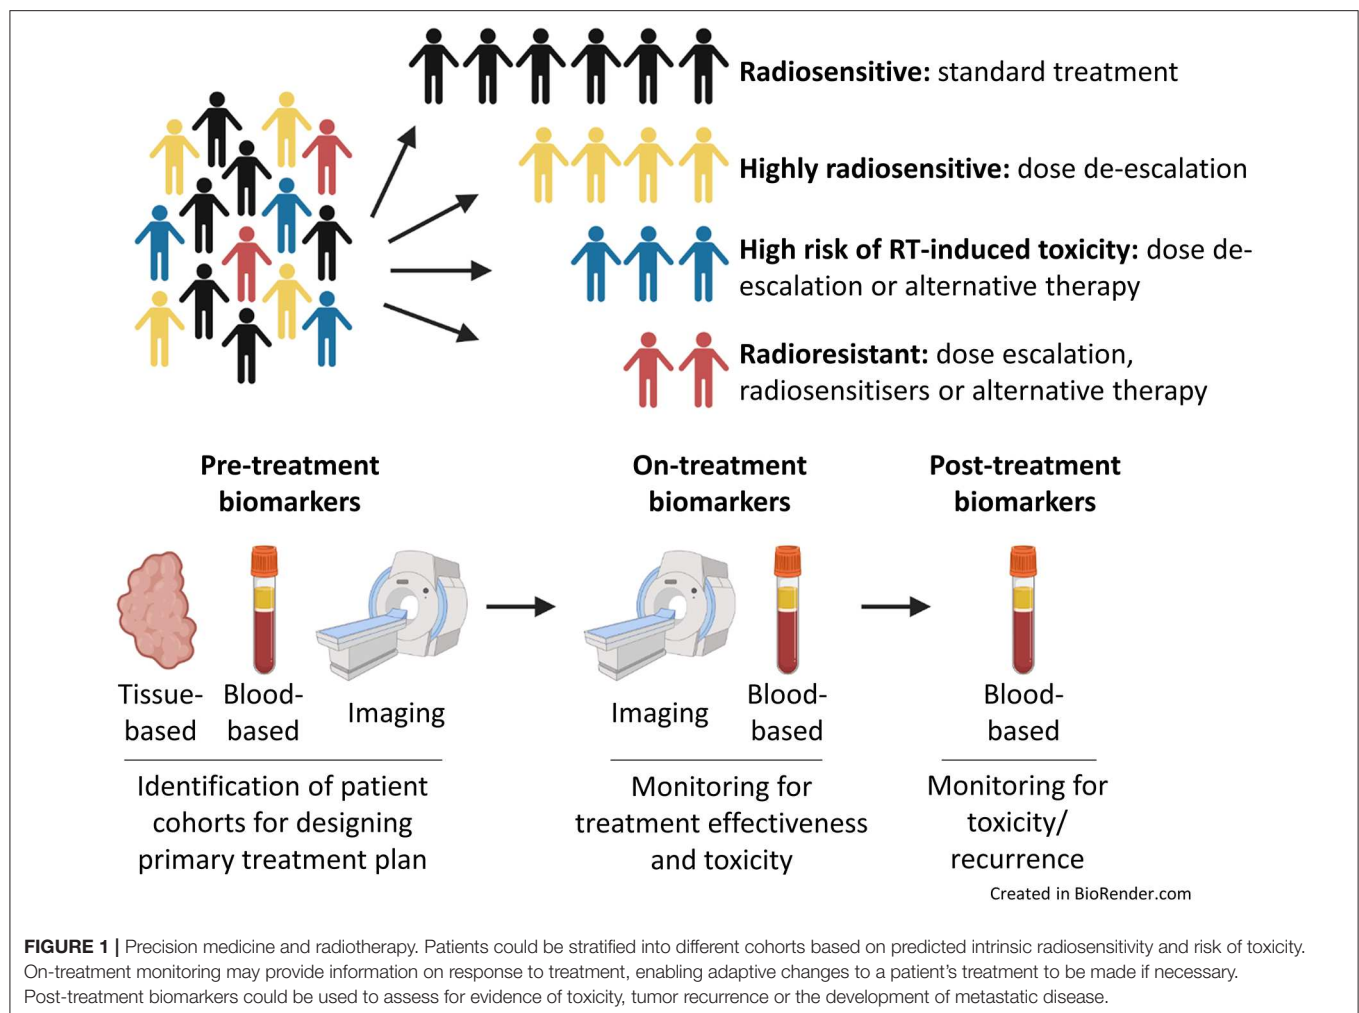 Radiosensitive: standard treatment
Highly radiosensitive: dose de-escalation
High risk of RT-induced toxicity: dose de-
escalation or alternative therapy
Radioresistant: dose escalation,
radiosensitisers or alternative therapy
Pre-treatment
biomarkers
Tissue-
based
Blood-
based
Imaging
Identification of patient
cohorts for designing
primary treatment plan
On-treatment
biomarkers
Imaging
Blood-
based
Monitoring for
treatment effectiveness
and toxicity
Post-treatment
biomarkers
Blood-
based
Monitoring for
toxicity/
recurrence
Created in BioRender.com
FIGURE 1 | Precision medicine and radiotherapy. Patients could be stratified into different cohorts based on predicted intrinsic radiosensitivity and risk of toxicity.
On-treatment monitoring may provide information on response to treatment, enabling adaptive changes to a patient's treatment to be made if necessary.
Post-treatment biomarkers could be used to assess for evidence of toxicity, tumor recurrence or the development of metastatic disease.